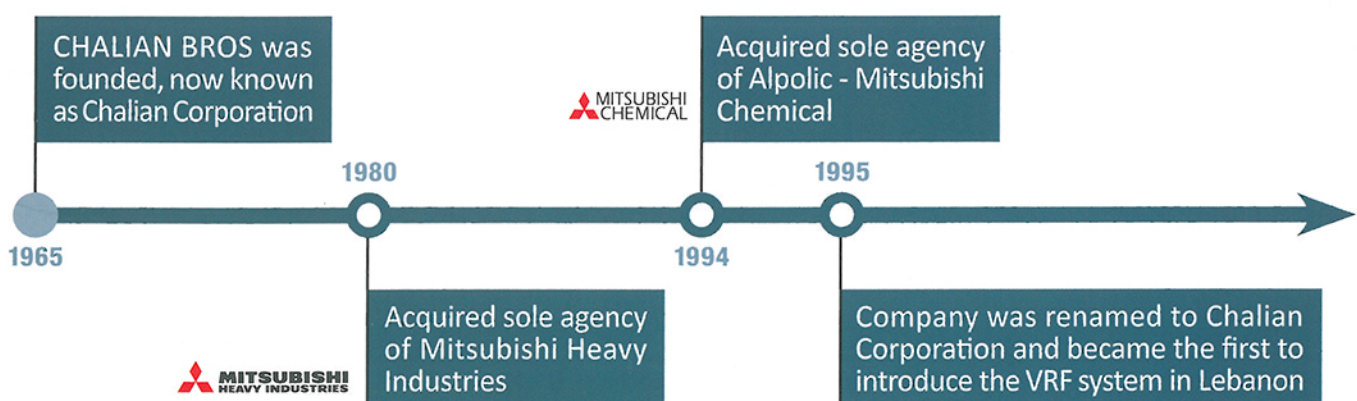 CHALIAN BROS was
founded, now known
as Chalian Corporation
1965
1980
MITSUBISHI
HEAVY INDUSTRIES
Acquired sole agency
of Mitsubishi Heavy
Industries
MITSUBISHI
CHEMICAL
Acquired sole agency
of Alpolic - Mitsubishi
Chemical
1994
1995
Company was renamed to Chalian
Corporation and became the first to
introduce the VRF system in Lebanon